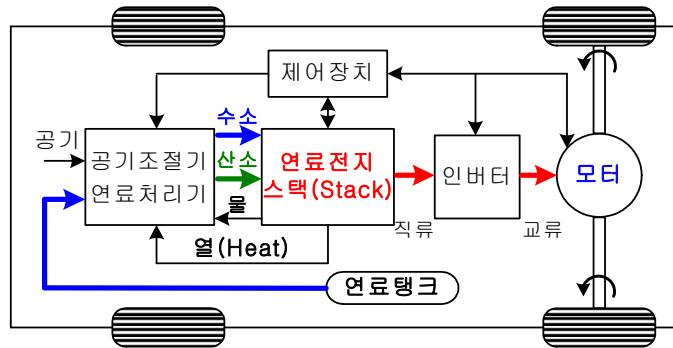 제어장치
수소
공기
공기조절기
연료처리기
산소
연료전지
스택(Stack)
인버터
모터
물
직류
교류
열(Heat)
연료탱크